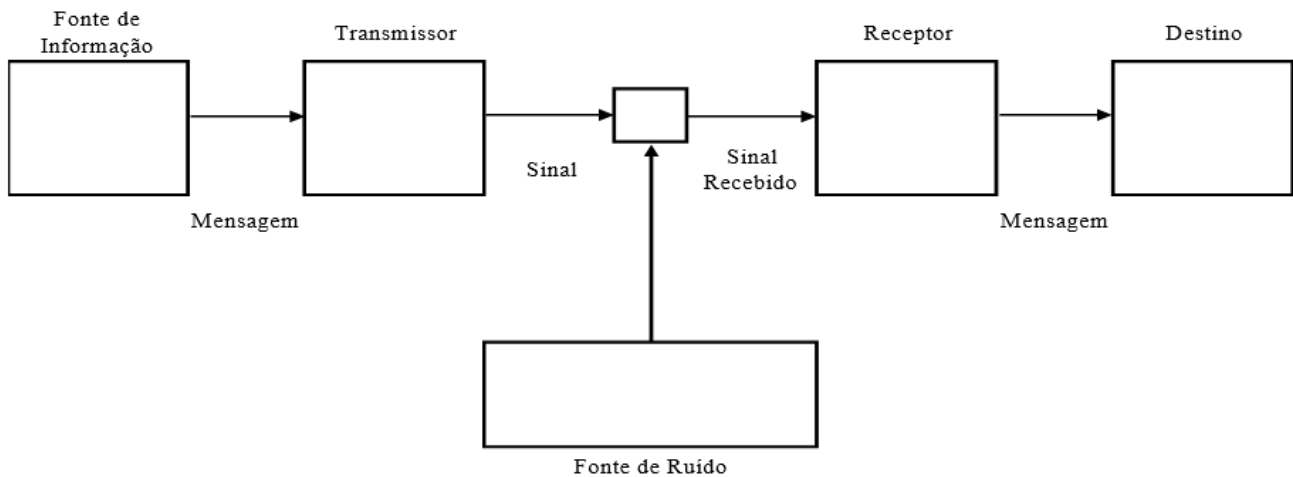 Fonte de
Informação
Transmissor
Receptor
Destino
Sinal
Sinal
Recebido
Mensagem
Mensagem
Fonte de Ruído